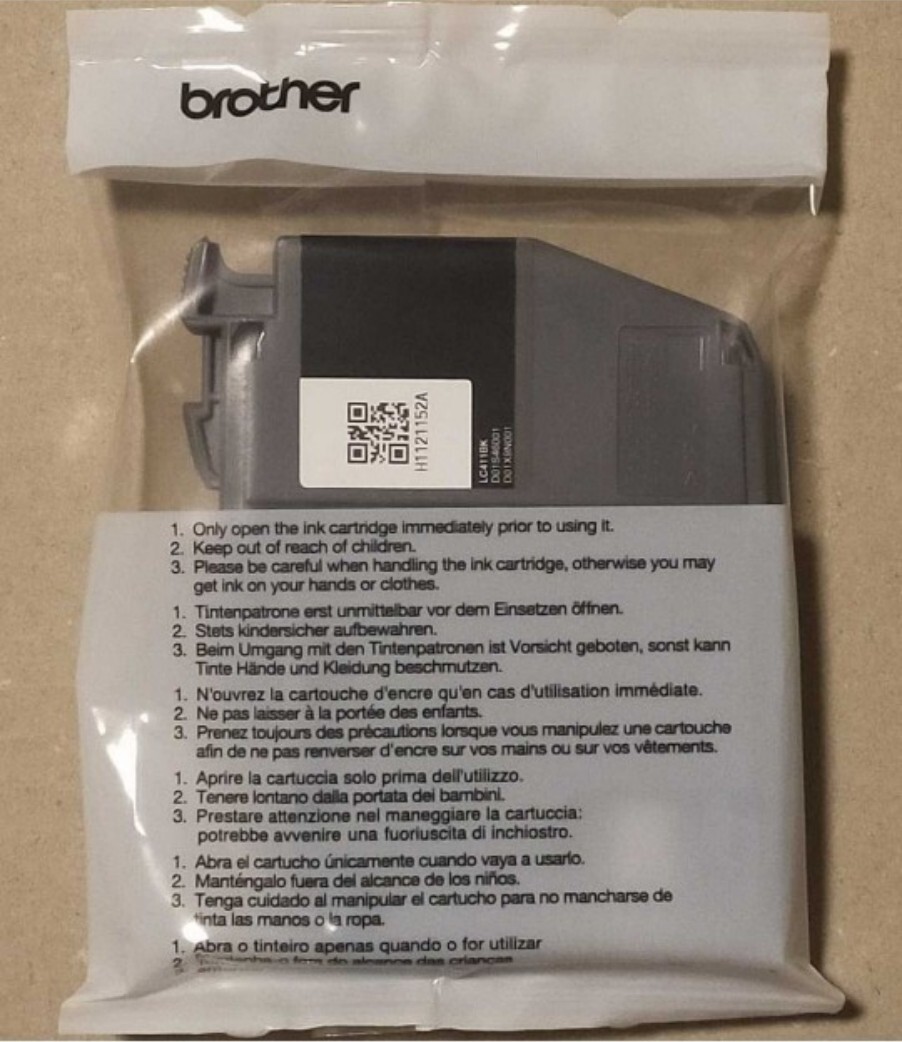 brother
H1121152A
LC411BK
1. Only open the ink cartridge immediately prior to using it.
2. Keep out of reach of children.
3. Please be careful when handling the ink cartridge, otherwise you may
get ink on your hands or clothes.
1. Tintenpatrone erst unmittelbar vor dem Einsetzen öffnen.
2. Stets kindersicher aufbewahren.
3. Beim Umgang mit den Tintenpatronen ist Vorsicht geboten, sonst kann
Tinte Hände und Kleidung beschmutzen.
1. N'ouvrez la cartouche d'encre qu'en cas d'utilisation immédiate.
2. Ne pas laisser à la portée des enfants.
3. Prenez toujours des précautions lorsque vous manipulez une cartouche
afin de ne pas renverser d'encre sur vos mains ou sur vos vêtements.
1. Aprire la cartuccia solo prima dell'utilizzo.
2. Tenere lontano dalla portata dei bambini.
3. Prestare attenzione nel maneggiare la cartuccia:
potrebbe avvenire una fuoriuscita di inchiostro.
1. Abra el cartucho únicamente cuando vaya a usarlo.
2. Manténgalo fuera del alcance de los niños.
3. Tenga cuidado al manipular el cartucho para no mancharse de
tinta las manos o la ropa.
1. Abra o tinteiro apenas quando o for utilizar
2. do alcance das crianças